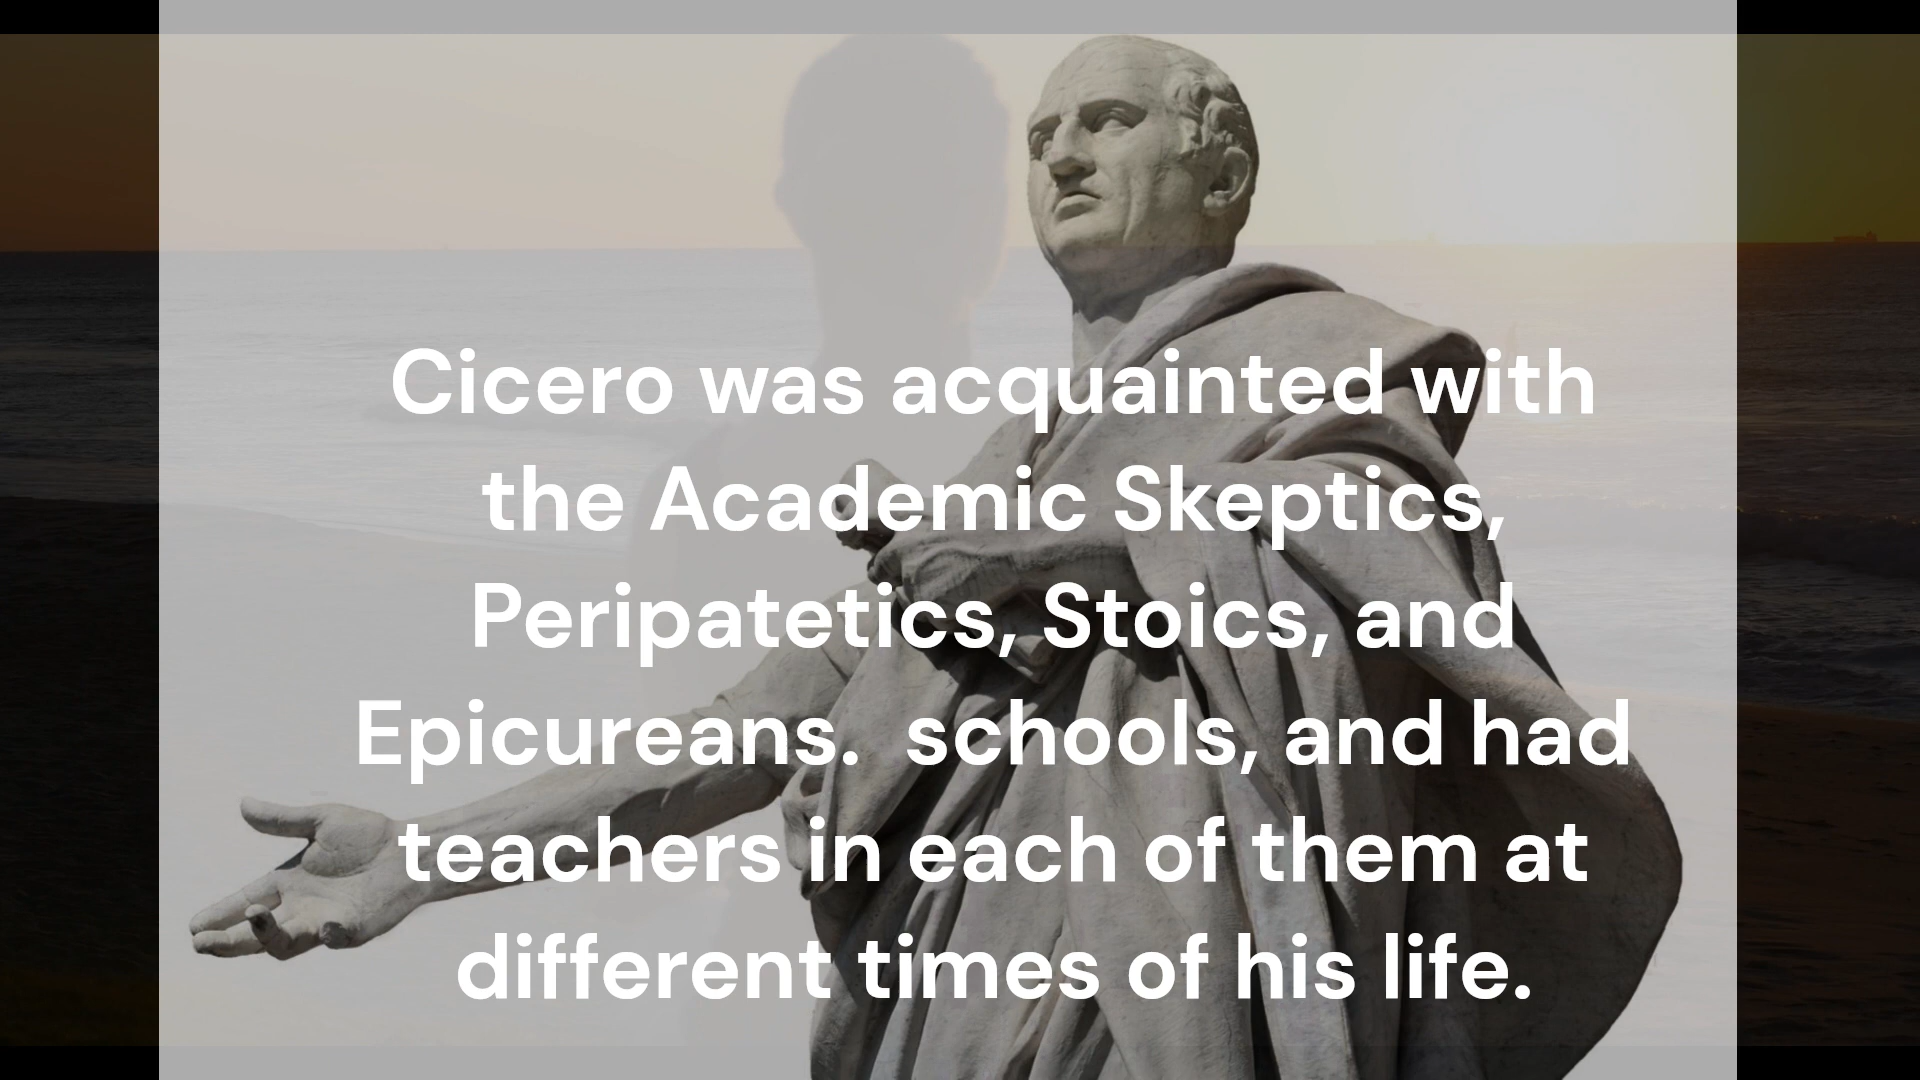 Cicero was acquainted with
the Academic Skeptics,
Peripatetics, Stoics, and
Epicureans.  schools, and had
teachers in each of them at
different times of his life.